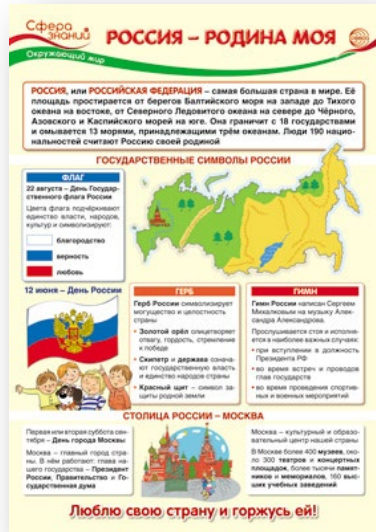 Сфера
знаний
Окружающий мир
РОССИЯ – РОДИНА МОЯ
РОССИЯ, или РОССИЙСКАЯ ФЕДЕРАЦИЯ – самая большая страна в мире. Её
площадь простирается от берегов Балтийского моря на западе до Тихого
океана на востоке, от Северного Ледовитого океана на севере до Чёрного,
Азовского и Каспийского морей на юге. Она граничит с 18 государствами
и омывается 13 морями, принадлежащими трём океанам. Люди 190 нацио-
нальностей считают Россию своей родиной
ГОСУДАРСТВЕННЫЕ СИМВОЛЫ РОССИИ
ФЛАГ
22 августа – День Государ-
ственного флага России
Цвета флага подчёркивают
единство власти, народов,
культур и символизируют:
благородство
верность
любовь
12 июня – День России
ГЕРБ
Герб России символизирует
могущество и целостность
страны
• Золотой орёл олицетворяет
отвагу, гордость, стремление
к победе
• Скипетр и держава означа-
ют государственную власть
и единство народов страны
• Красный щит – символ за-
щиты родной земли
ГИМН
Гимн России написан Сергеем
Михалковым на музыку Алек-
сандра Александрова.
Прослушивается стоя и исполня-
ется в наиболее важных случаях:
• при вступлении в должность
Президента РФ
• во время встреч и проводов
глав государств
• во время проведения спортив-
ных и военных мероприятий
СТОЛИЦА РОССИИ – МОСКВА
Первая или вторая суббота сен-
тября – День города Москвы
Москва – главный город стра-
ны. В нём работают: глава на-
шего государства – Президент
России, Правительство и Го-
сударственная дума
Москва – культурный и образо-
вательный центр нашей страны
В Москве более 400 музеев, око-
ло 300 театров и концертных
площадок, более тысячи памят-
ников и мемориалов, 160 выс-
ших учебных заведений
Люблю свою страну и горжусь ей!